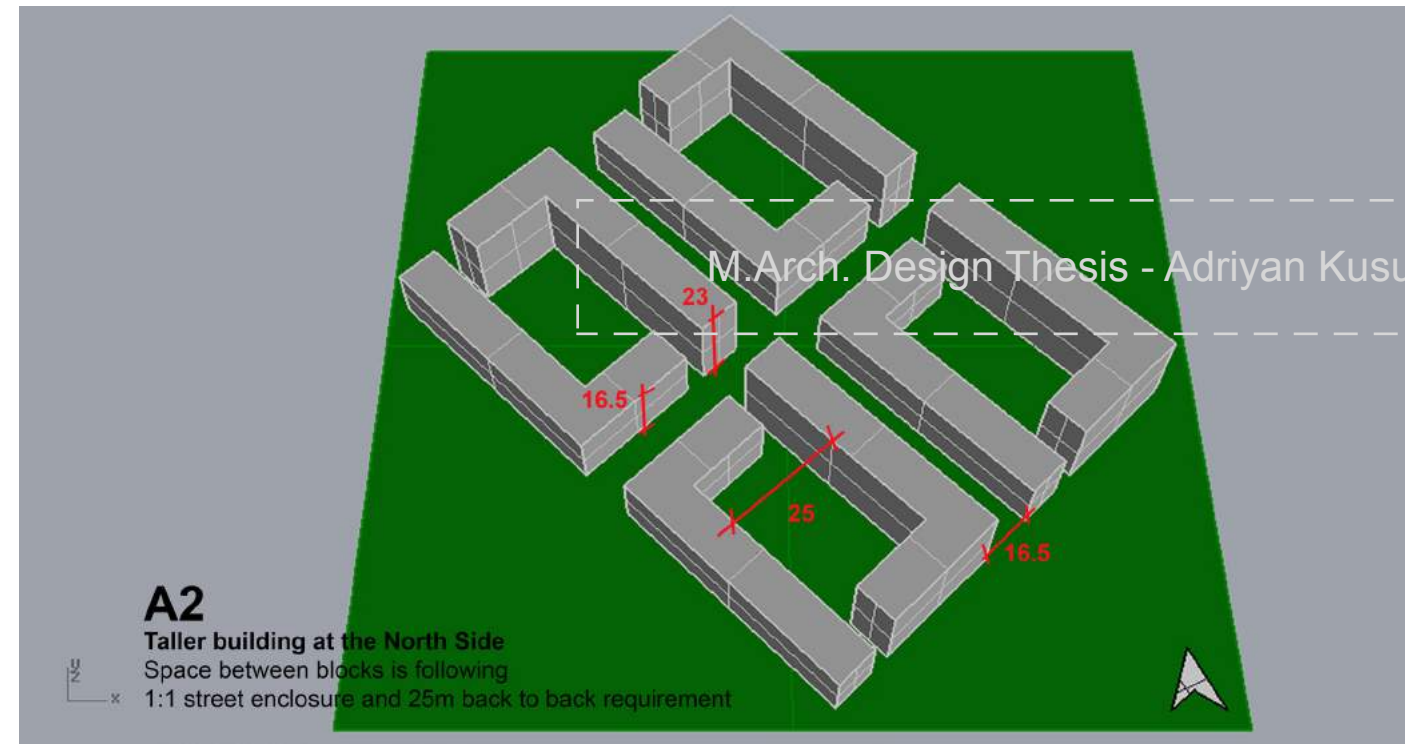 M.Arch. Design Thesis - Adriyan Kusu
23
16.5
25
16.5
A2
Taller building at the North Side
Space between blocks is following
1:1 street enclosure and 25m back to back requirement
x